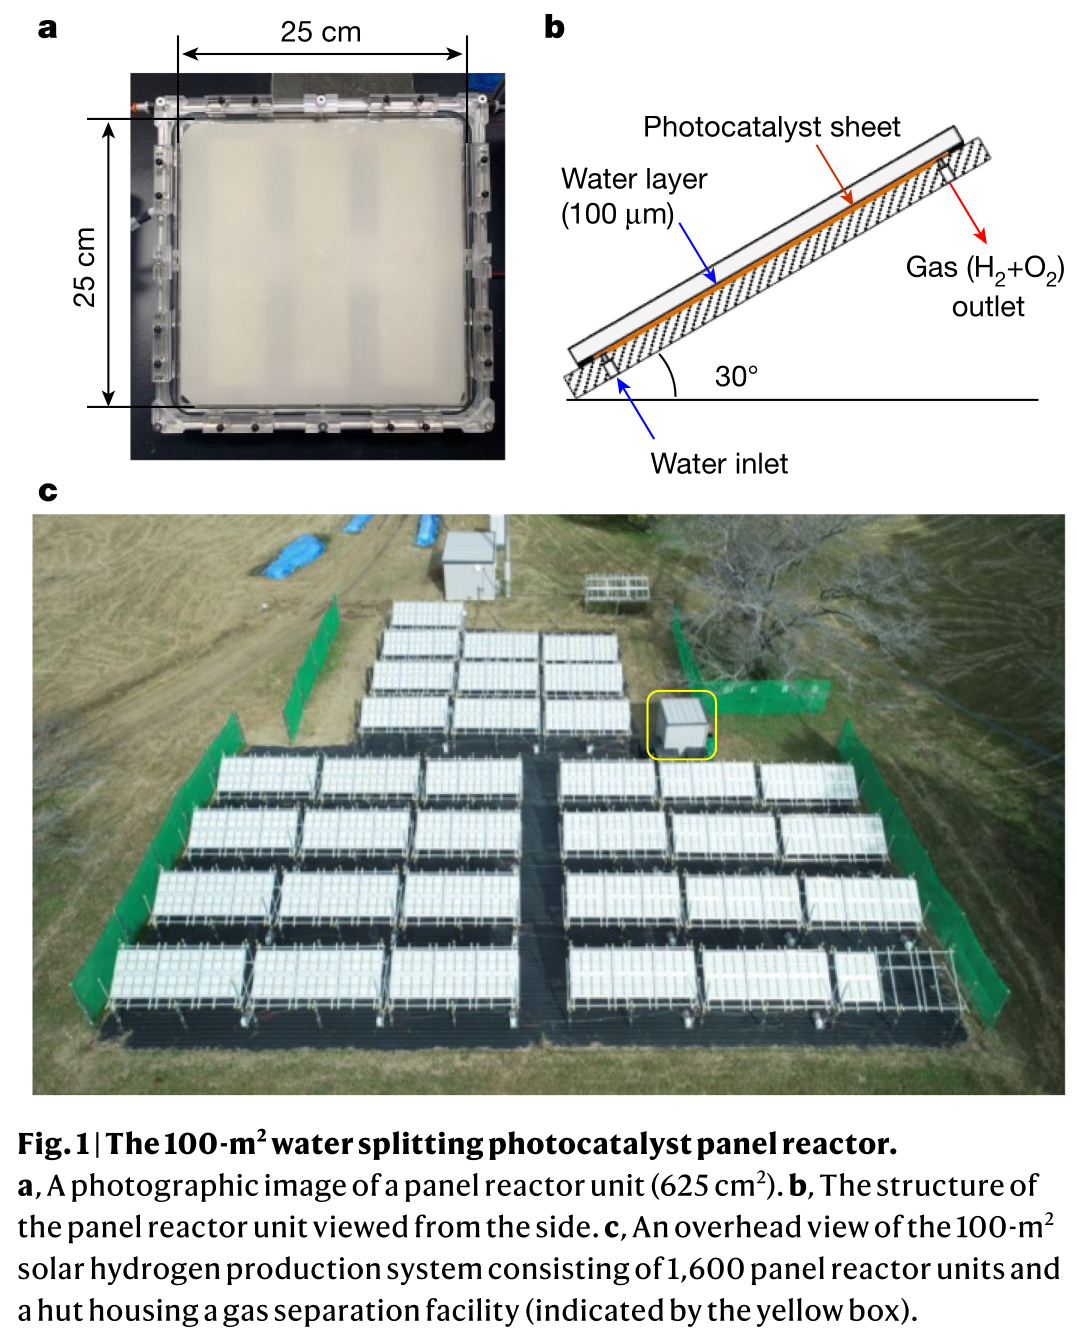 a
25 cm
25 cm
b
Photocatalyst sheet
Water layer
(100 μm)
Gas (H₂+O₂)
outlet
30°
Water inlet
c
Fig. 1 | The 100-m² water splitting photocatalyst panel reactor.
a, A photographic image of a panel reactor unit (625 cm²). b, The structure of
the panel reactor unit viewed from the side. c, An overhead view of the 100-m²
solar hydrogen production system consisting of 1,600 panel reactor units and
a hut housing a gas separation facility (indicated by the yellow box).